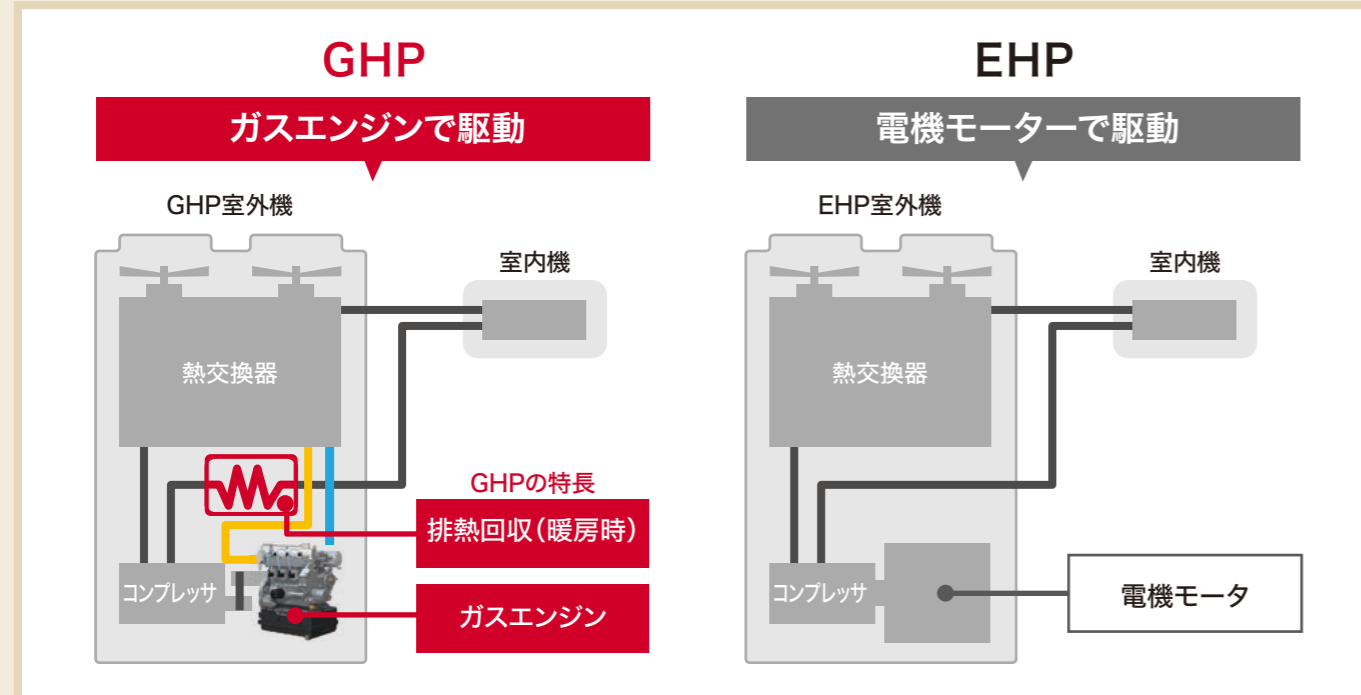 GHP
ガスエンジンで駆動
GHP室外機
室内機
熱交換器
GHPの特長
排熱回収(暖房時)
コンプレッサ
ガスエンジン
EHP
電機モーターで駆動
EHP室外機
室内機
熱交換器
コンプレッサ
電機モータ